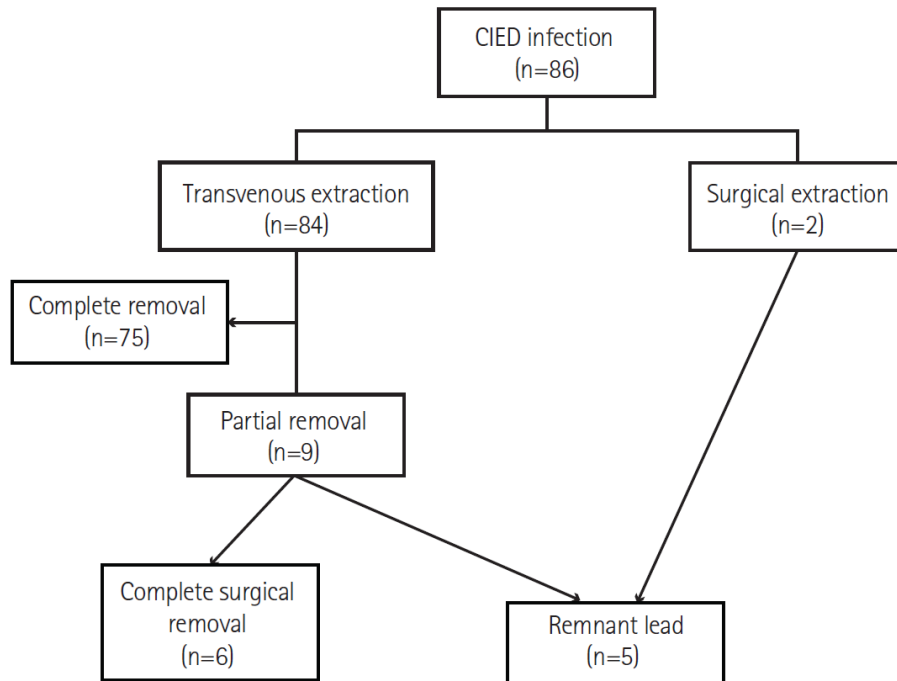 CIED infection
(n=86)
Transvenous extraction
(n=84)
Surgical extraction
(n=2)
Complete removal
(n=75)
Partial removal
(n=9)
Complete surgical
removal
(n=6)
Remnant lead
(n=5)